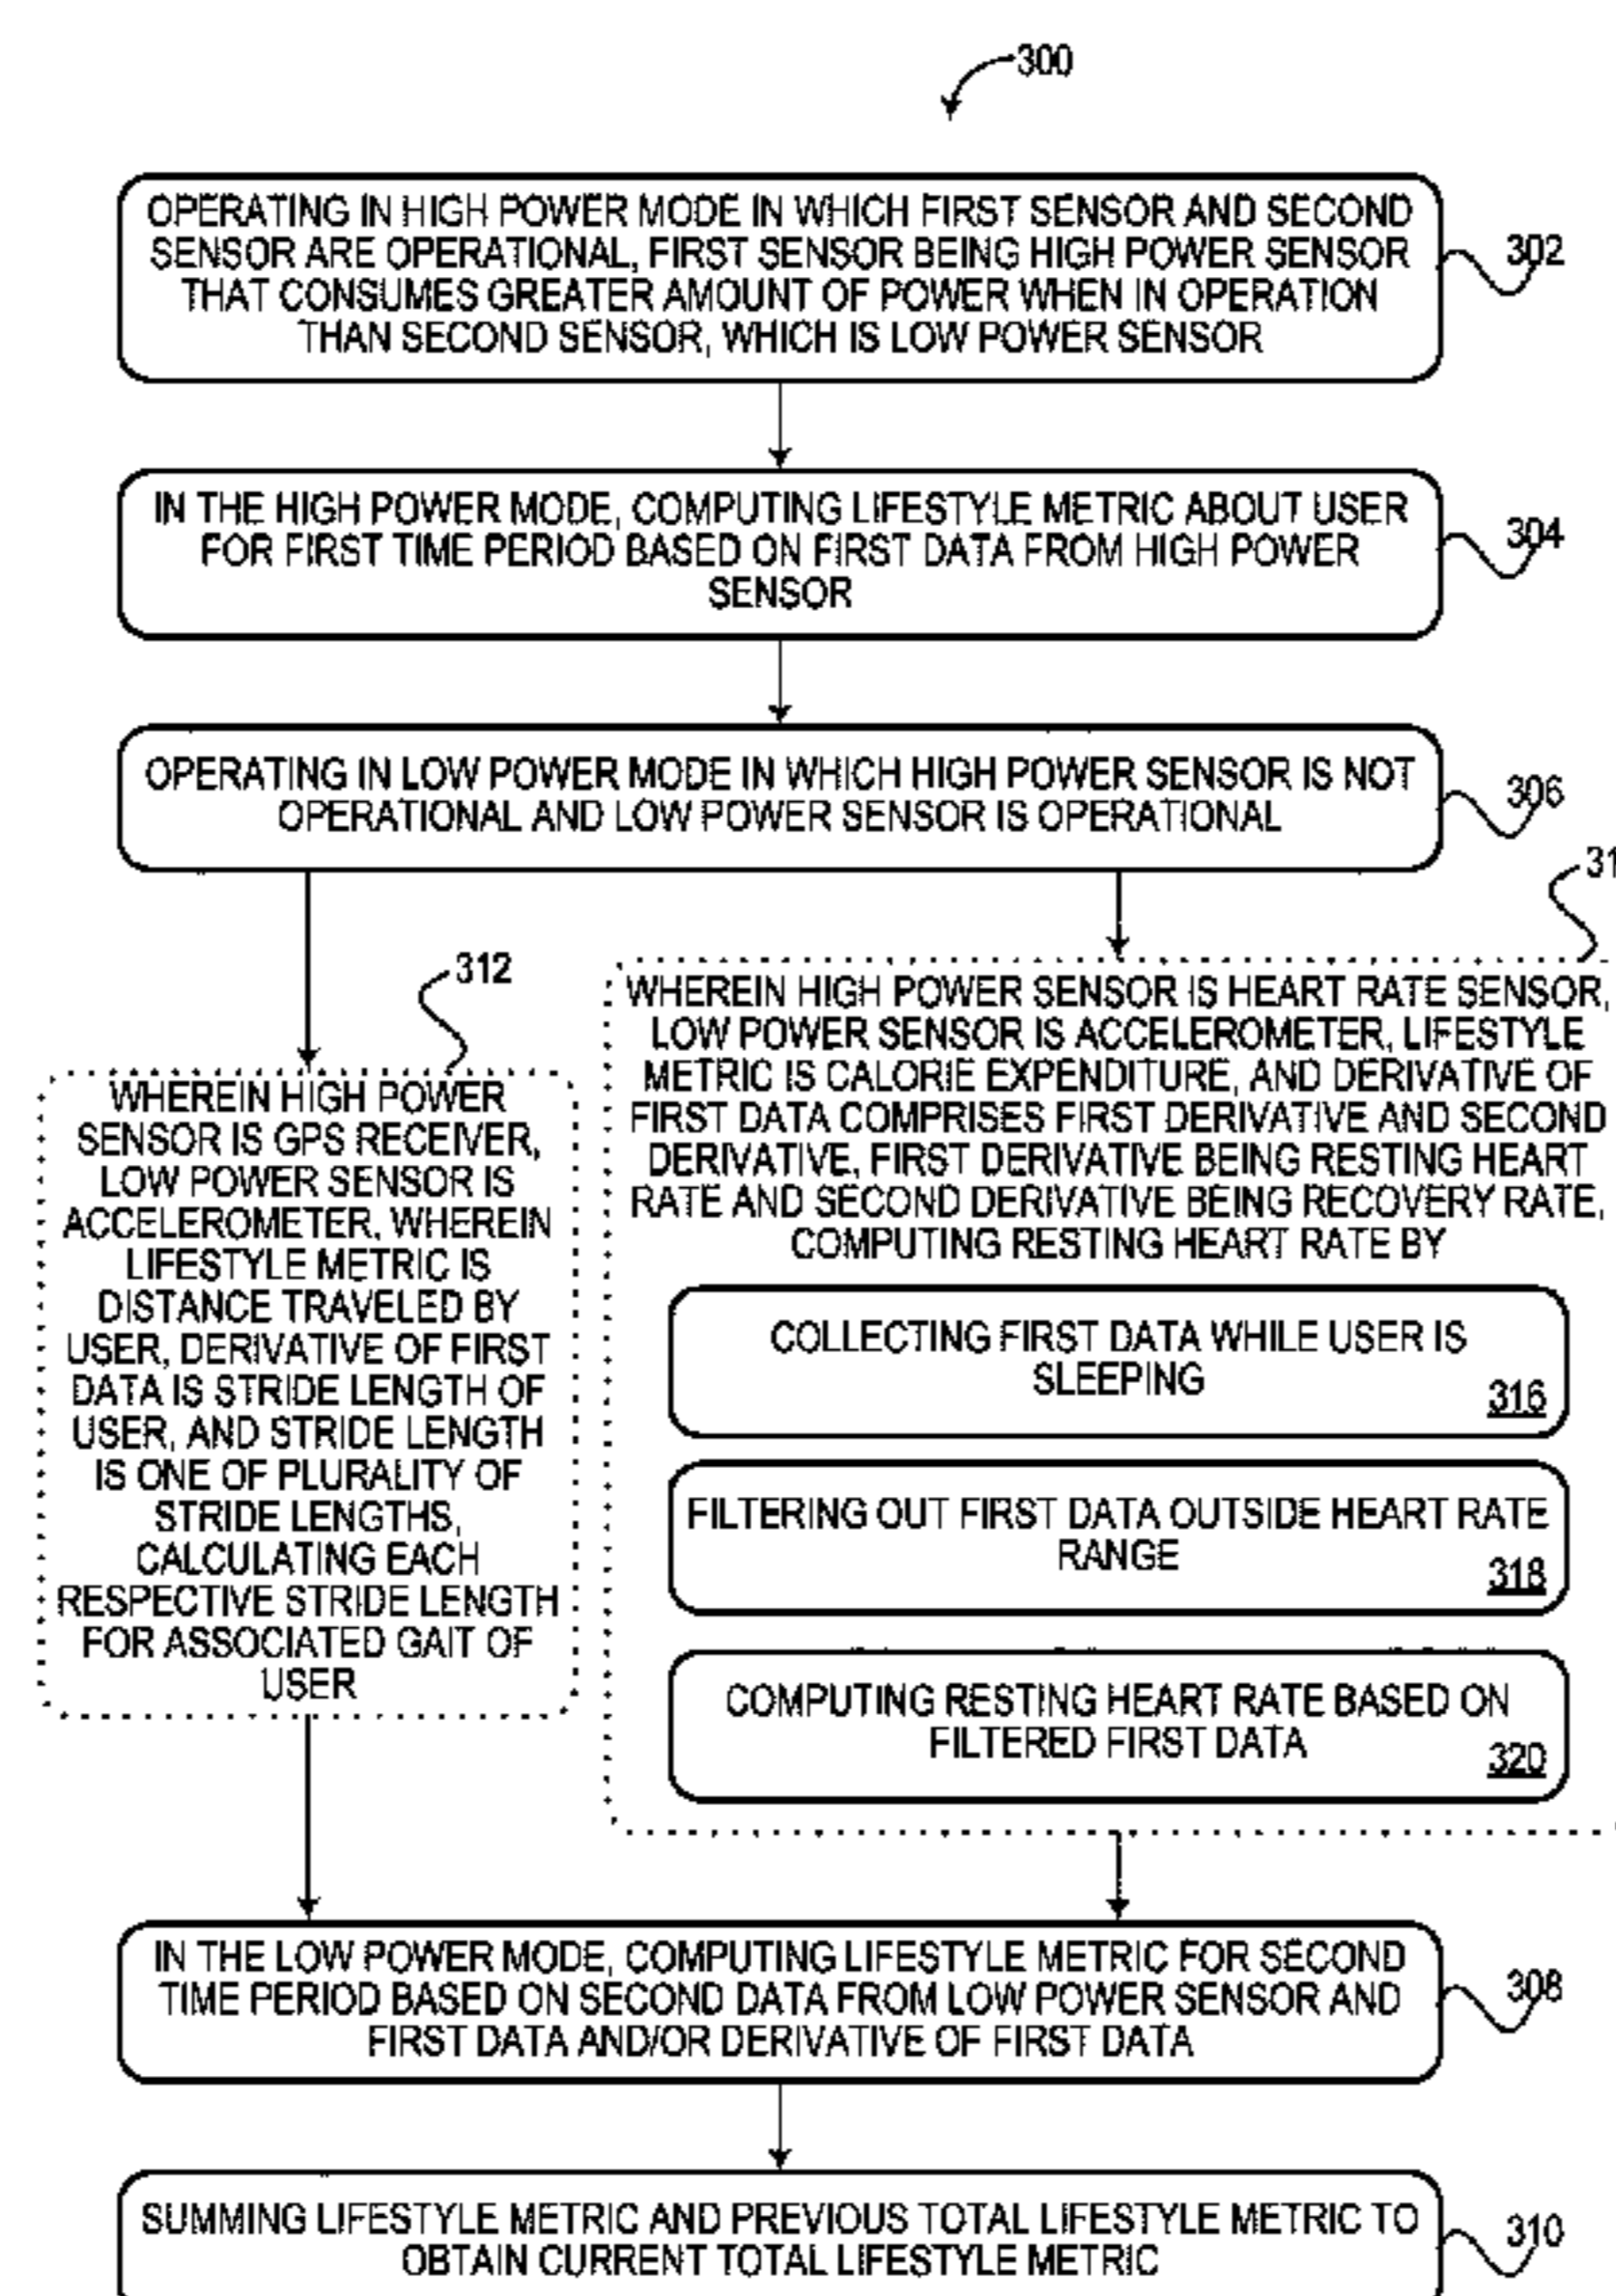 300
OPERATING IN HIGH POWER MODE IN WHICH FIRST SENSOR AND SECOND
SENSOR ARE OPERATIONAL, FIRST SENSOR BEING HIGH POWER SENSOR
THAT CONSUMES GREATER AMOUNT OF POWER WHEN IN OPERATION
THAN SECOND SENSOR, WHICH IS LOW POWER SENSOR
302
IN THE HIGH POWER MODE, COMPUTING LIFESTYLE METRIC ABOUT USER
FOR FIRST TIME PERIOD BASED ON FIRST DATA FROM HIGH POWER
SENSOR
304
OPERATING IN LOW POWER MODE IN WHICH HIGH POWER SENSOR IS NOT
OPERATIONAL AND LOW POWER SENSOR IS OPERATIONAL
306
312
WHEREIN HIGH POWER
SENSOR IS GPS RECEIVER,
LOW POWER SENSOR IS
ACCELEROMETER, WHEREIN
LIFESTYLE METRIC IS
DISTANCE TRAVELED BY
USER, DERIVATIVE OF FIRST
DATA IS STRIDE LENGTH OF
USER, AND STRIDE LENGTH
IS ONE OF PLURALITY OF
STRIDE LENGTHS,
CALCULATING EACH
RESPECTIVE STRIDE LENGTH
FOR ASSOCIATED GAIT OF
USER
WHEREIN HIGH POWER SENSOR IS HEART RATE SENSOR,
LOW POWER SENSOR IS ACCELEROMETER, LIFESTYLE
METRIC IS CALORIE EXPENDITURE, AND DERIVATIVE OF
FIRST DATA COMPRISES FIRST DERIVATIVE AND SECOND
DERIVATIVE, FIRST DERIVATIVE BEING RESTING HEART
RATE AND SECOND DERIVATIVE BEING RECOVERY RATE,
COMPUTING RESTING HEART RATE BY
COLLECTING FIRST DATA WHILE USER IS
SLEEPING
316
FILTERING OUT FIRST DATA OUTSIDE HEART RATE
RANGE
318
COMPUTING RESTING HEART RATE BASED ON
FILTERED FIRST DATA
320
IN THE LOW POWER MODE, COMPUTING LIFESTYLE METRIC FOR SECOND
TIME PERIOD BASED ON SECOND DATA FROM LOW POWER SENSOR AND
FIRST DATA AND/OR DERIVATIVE OF FIRST DATA
308
SUMMING LIFESTYLE METRIC AND PREVIOUS TOTAL LIFESTYLE METRIC TO
OBTAIN CURRENT TOTAL LIFESTYLE METRIC
310